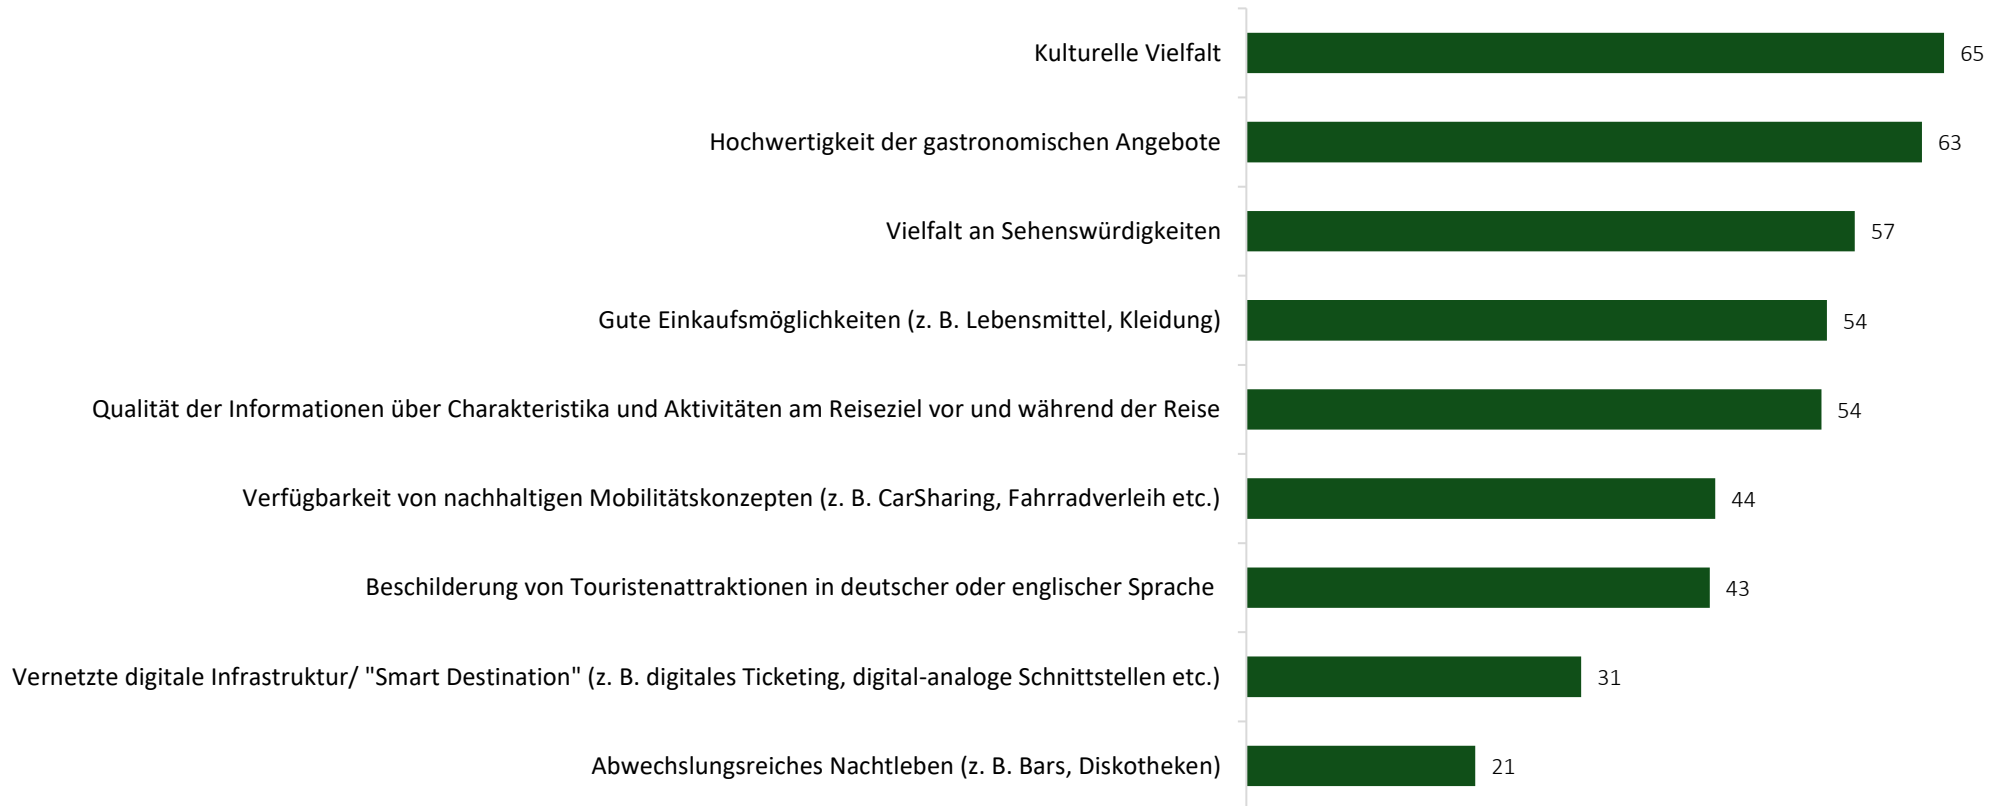 Kulturelle Vielfalt 65
Hochwertigkeit der gastronomischen Angebote 63
Vielfalt an Sehenswürdigkeiten 57
Gute Einkaufsmöglichkeiten (z. B. Lebensmittel, Kleidung) 54
Qualität der Informationen über Charakteristika und Aktivitäten am Reiseziel vor und während der Reise 54
Verfügbarkeit von nachhaltigen Mobilitätskonzepten (z. B. CarSharing, Fahrradverleih etc.) 44
Beschilderung von Touristenattraktionen in deutscher oder englischer Sprache 43
Vernetzte digitale Infrastruktur/ "Smart Destination" (z. B. digitales Ticketing, digital-analoge Schnittstellen etc.) 31
Abwechslungsreiches Nachtleben (z. B. Bars, Diskotheken) 21